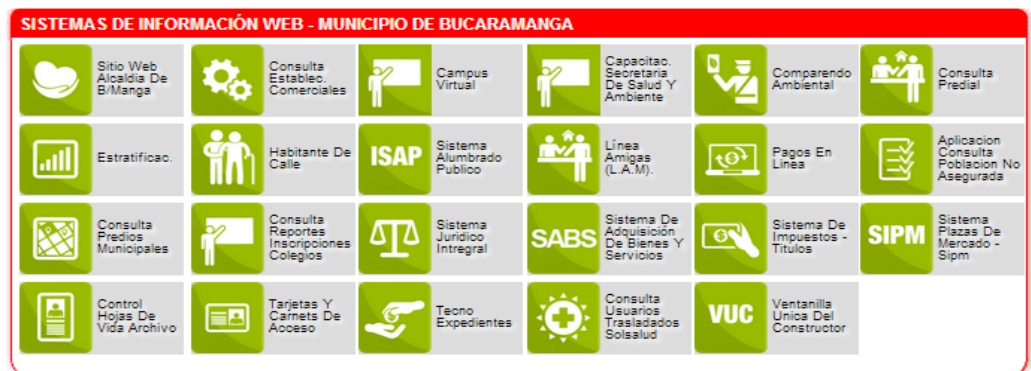 SISTEMAS DE INFORMACIÓN WEB - MUNICIPIO DE BUCARAMANGA
Sitio Web
Alcaldia De
B/Manga
Consulta
Establec.
Comerciales
Campus
Virtual
Capacitac.
Secretaria
De Salud Y
Ambiente
Comparendo
Ambiental
Consulta
Predial
Estratificac.
Habitante De
Calle
ISAP
Sistema
Alumbrado
Publico
Línea
Amigas
(L.A.M).
Pagos En
Linea
Aplicacion
Consulta
Poblacion No
Asegurada
Consulta
Predios
Municipales
Consulta
Reportes
Inscripciones
Colegios
Sistema
Juridico
Intregral
SABS
Sistema De
Adquisición
De Bienes Y
Servicios
Sistema De
Impuestos -
Titulos
SIPM
Sistema
Plazas De
Mercado -
Sipm
Control
Hojas De
Vida Archivo
Tarjetas Y
Carnets De
Acceso
Tecno
Expedientes
Consulta
Usuarios
Trasladados
Solsalud
VUC
Ventanilla
Unica Del
Constructor